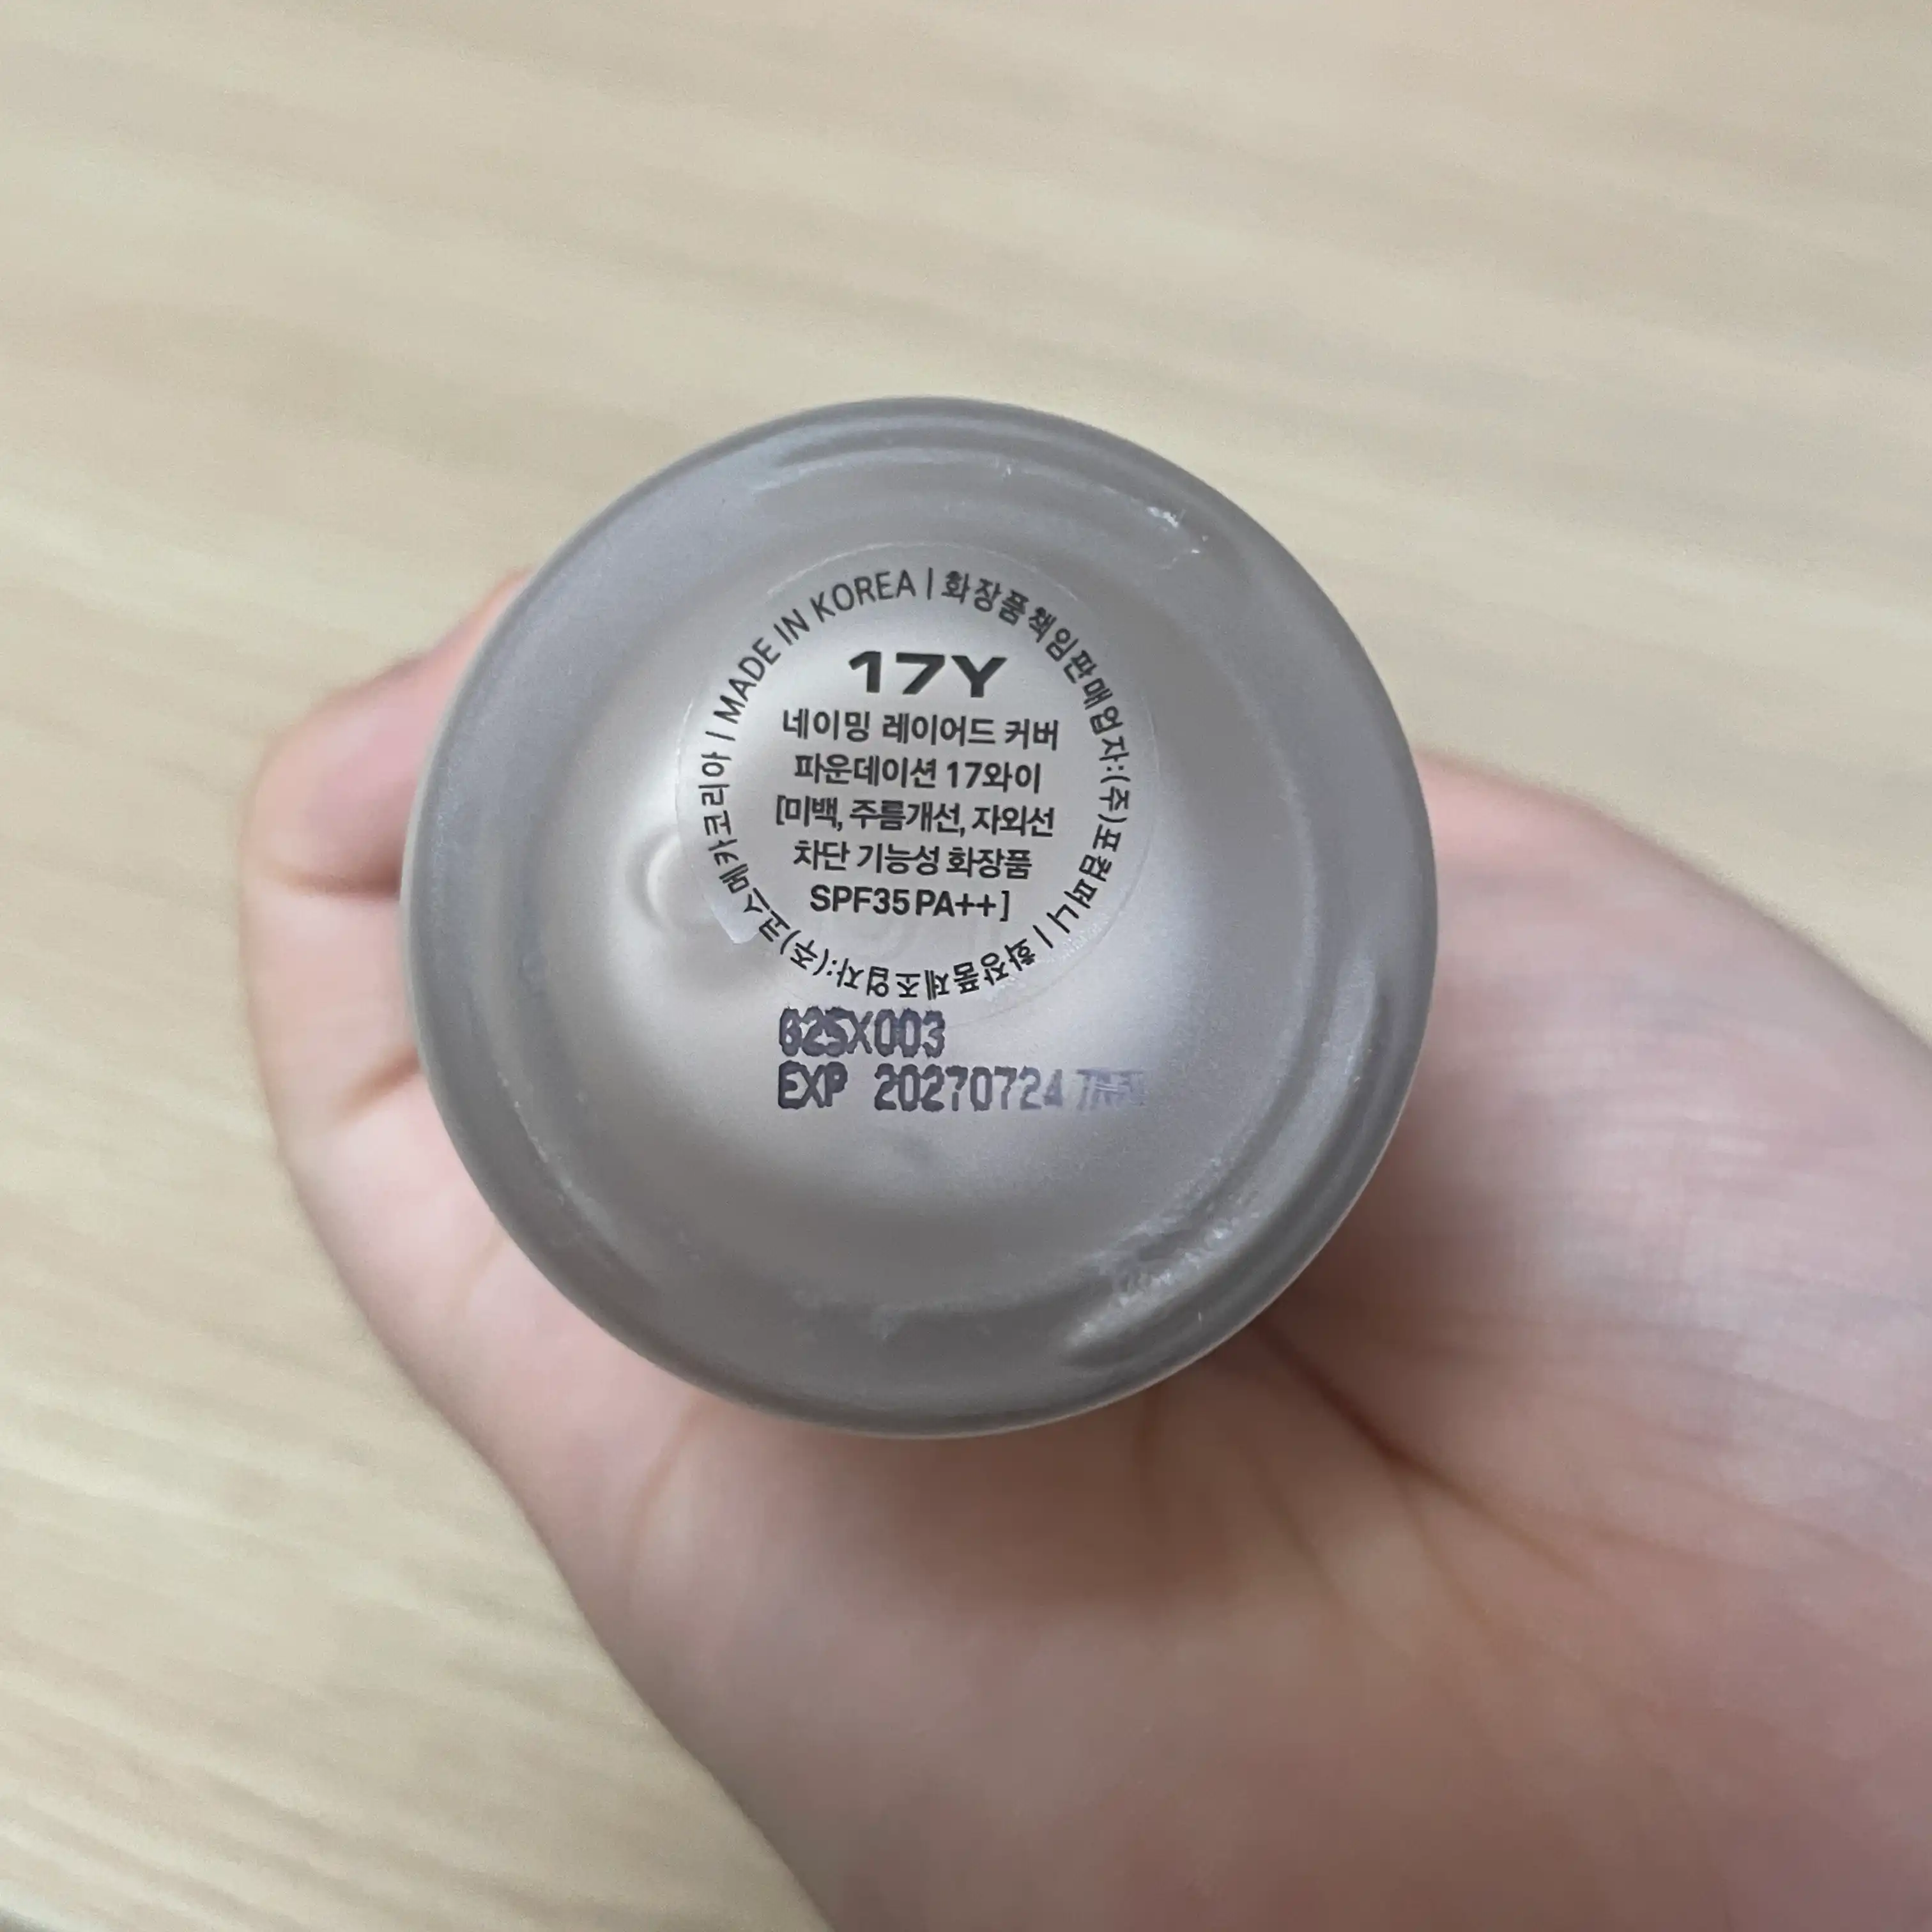 17Y
네이밍 레이어드 커버
파운데이션 17와이
[미백, 주름개선, 자외선
차단 기능성 화장품
SPF35 PA++]
MADE IN KOREA | 화장품책임판매업자:(주)포컴퍼니 | 화장품제조업자:(주)코스메카코리아 |
EXP 20270724